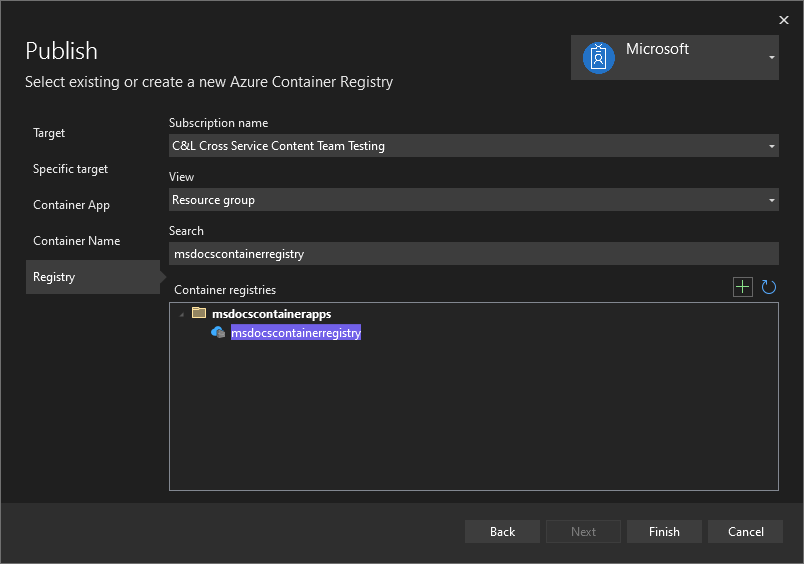 Publish
Select existing or create a new Azure Container Registry
Microsoft
Target
Specific target
Container App
Container Name
Registry
Subscription name
C&L Cross Service Content Team Testing
View
Resource group
Search
msdocscontainerregistry
Container registries
msdocscontainerapps
msdocscontainerregistry
Back
Next
Finish
Cancel